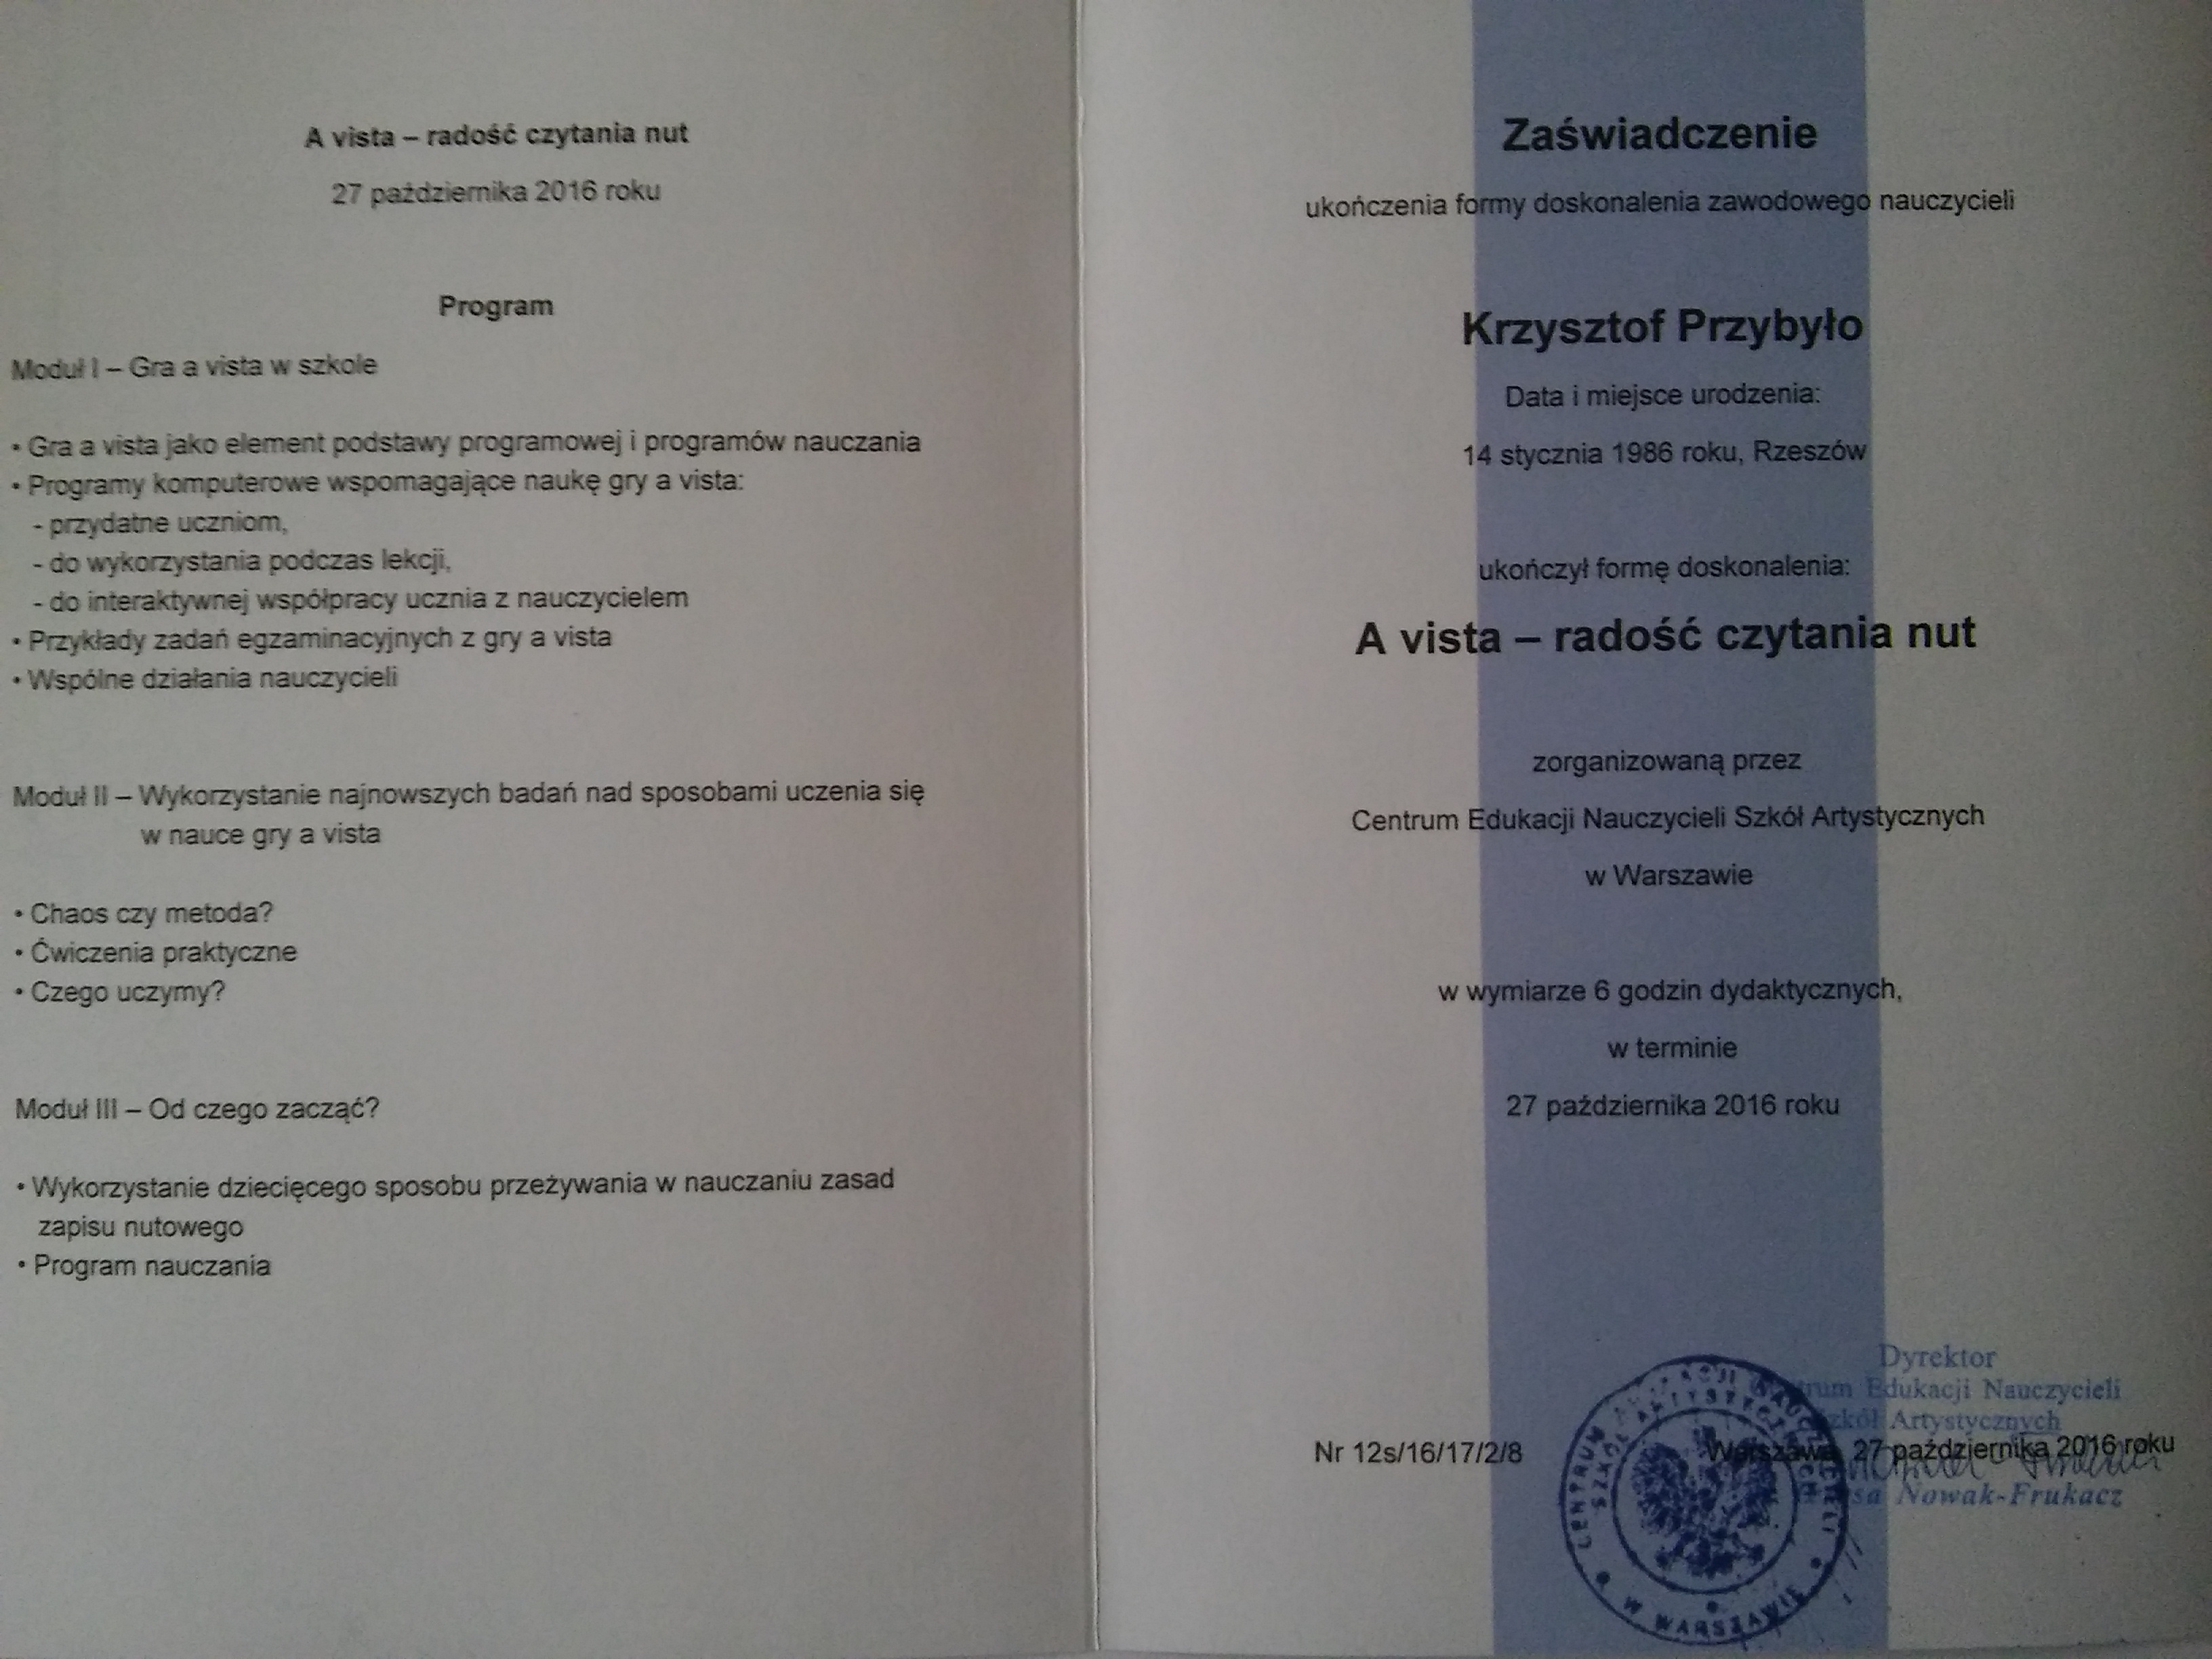 A vista – radość czytania nut
27 października 2016 roku
Program
Moduł I – Gra a vista w szkole
• Gra a vista jako element podstawy programowej i programów nauczania
• Programy komputerowe wspomagające naukę gry a vista:
- przydatne uczniom,
- do wykorzystania podczas lekcji,
- do interaktywnej współpracy ucznia z nauczycielem
• Przykłady zadań egzaminacyjnych z gry a vista
• Wspólne działania nauczycieli
Moduł II – Wykorzystanie najnowszych badań nad sposobami uczenia się
w nauce gry a vista
• Chaos czy metoda?
• Ćwiczenia praktyczne
• Czego uczymy?
Moduł III – Od czego zacząć?
• Wykorzystanie dziecięcego sposobu przeżywania w nauczaniu zasad
zapisu nutowego
• Program nauczania
Zaświadczenie
ukończenia formy doskonalenia zawodowego nauczycieli
Krzysztof Przybyło
Data i miejsce urodzenia:
14 stycznia 1986 roku, Rzeszów
ukończył formę doskonalenia:
A vista – radość czytania nut
zorganizowaną przez
Centrum Edukacji Nauczycieli Szkół Artystycznych
w Warszawie
w wymiarze 6 godzin dydaktycznych,
w terminie
27 października 2016 roku
Dyrektor
Centrum Edukacji Nauczycieli
Szkół Artystycznych
Nr 12s/16/17/2/8
Warszawa, 27 października 2016 roku
Nowak-Frukacz
CENTRUM EDUKACJI NAUCZYCIELI
SZKÓŁ ARTYSTYCZNYCH
W WARSZAWIE